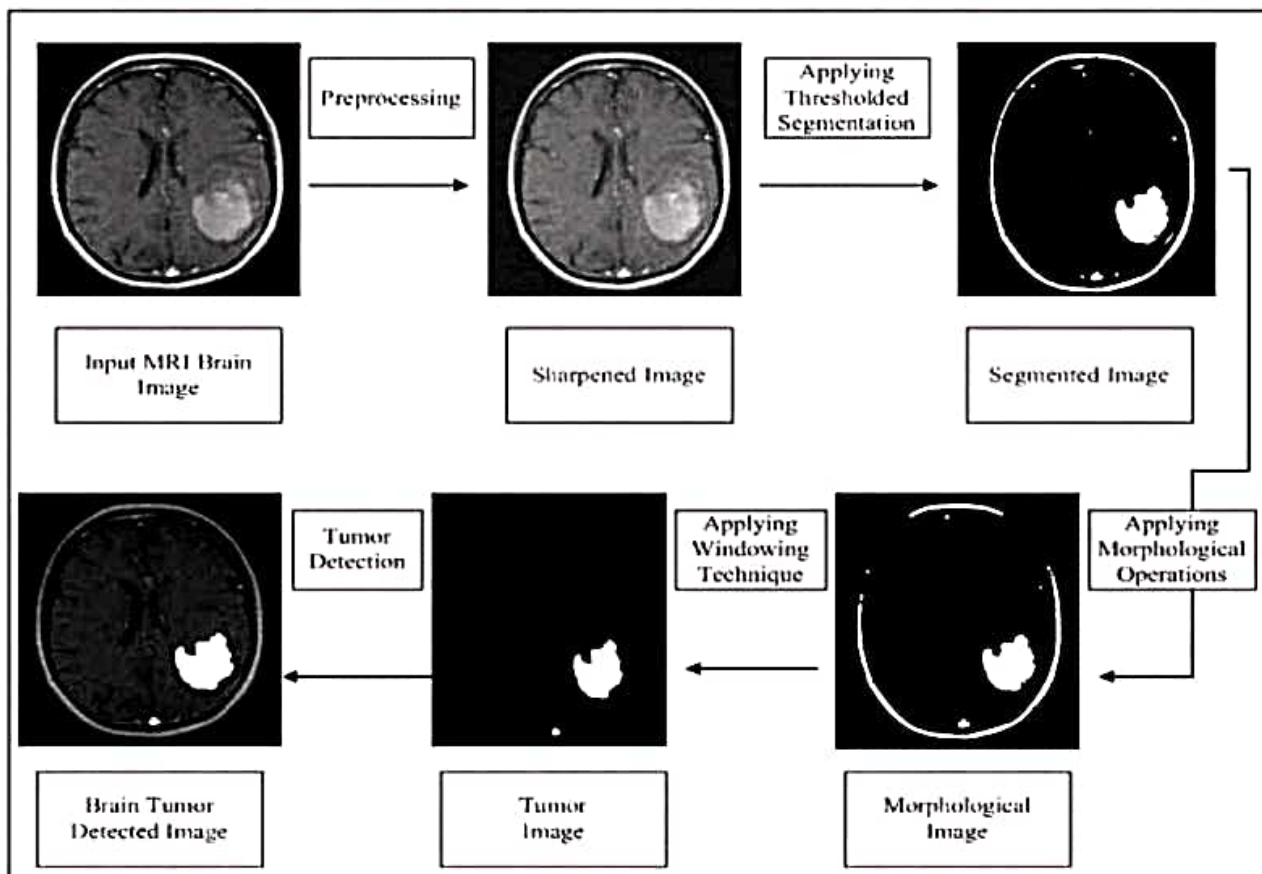 Preprocessing
Applying
Thresholded
Segmentation
Input MRI Brain
Image
Sharpened Image
Segmented Image
Tumor
Detection
Applying
Windowing
Technique
Applying
Morphological
Operations
Brain Tumor
Detected Image
Tumor
Image
Morphological
Image